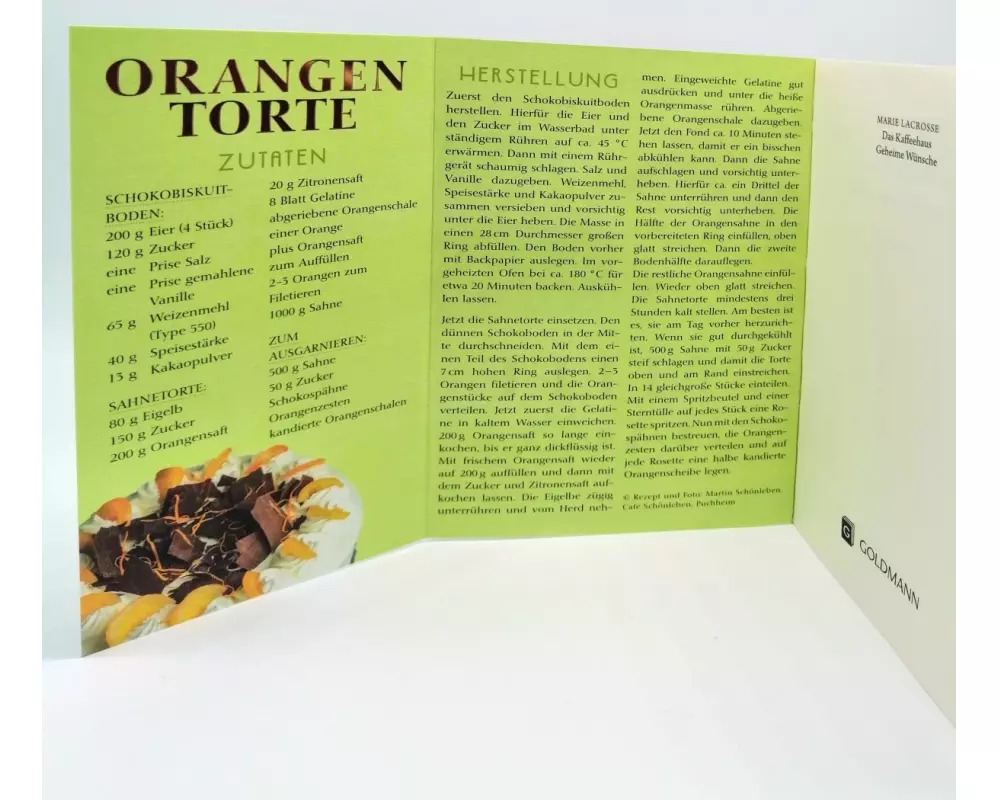 ORANGEN
TORTE
ZUTATEN
SCHOKOBISKUIT-
BODEN:
200 g Eier (4 Stück)
120 g Zucker
eine Prise Salz
eine Prise gemahlene
Vanille
65 g Weizenmehl
(Type 550)
40 g Speisestärke
15 g Kakaopulver
SAHNETORTE:
80 g Eigelb
150 g Zucker
200 g Orangensaft
20 g Zitronensaft
8 Blatt Gelatine
abgeriebene Orangenschale
einer Orange
plus Orangensaft
zum Auffüllen
2–3 Orangen zum
Filetieren
1000 g Sahne
ZUM
AUSGARNIEREN:
500 g Sahne
50 g Zucker
Schokospähne
Orangenzesten
kandierte Orangenschalen
HERSTELLUNG
Zuerst den Schokobiskuitboden
herstellen. Hierfür die Eier und
den Zucker im Wasserbad unter
ständigem Rühren auf ca. 45 °C
erwärmen. Dann mit einem Rühr-
gerät schaumig schlagen. Salz und
Vanille dazugeben. Weizenmehl,
Speisestärke und Kakaopulver zu-
sammen versieben und vorsichtig
unter die Eier heben. Die Masse in
einen 28 cm Durchmesser großen
Ring abfüllen. Den Boden vorher
mit Backpapier auslegen. Im vor-
geheizten Ofen bei ca. 180 °C für
etwa 20 Minuten backen. Ausküh-
len lassen.
Jetzt die Sahnetorte einsetzen. Den
dünnen Schokoboden in der Mit-
te durchschneiden. Mit dem ei-
nen Teil des Schokobodens einen
7 cm hohen Ring auslegen. 2–3
Orangen filetieren und die Oran-
genstücke auf dem Schokoboden
verteilen. Jetzt zuerst die Gelati-
ne in kaltem Wasser einweichen.
200 g Orangensaft so lange ein-
kochen, bis er ganz dickflüssig ist.
Mit frischem Orangensaft wieder
auf 200 g auffüllen und dann mit
dem Zucker und Zitronensaft auf-
kochen lassen. Die Eigelbe zügig
unterrühren und vom Herd neh-
men. Eingeweichte Gelatine gut
ausdrücken und unter die heiße
Orangenmasse rühren. Abgerie-
bene Orangenschale dazugeben.
Jetzt den Fond ca. 10 Minuten ste-
hen lassen, damit er ein bisschen
abkühlen kann. Dann die Sahne
aufschlagen und vorsichtig unter-
heben. Hierfür ca. ein Drittel der
Sahne unterrühren und dann den
Rest vorsichtig unterheben. Die
Hälfte der Orangensahne in den
vorbereiteten Ring einfüllen, oben
glatt streichen. Dann die zweite
Bodenhälfte darauflegen.
Die restliche Orangensahne einfül-
len. Wieder oben glatt streichen.
Die Sahnetorte mindestens drei
Stunden kalt stellen. Am besten ist
es, sie am Tag vorher herzurich-
ten. Wenn sie gut durchgekühlt
ist, 500 g Sahne mit 50 g Zucker
steif schlagen und damit die Torte
oben und am Rand einstreichen.
In 14 gleichgroße Stücke einteilen.
Mit einem Spritzbeutel und einer
Sterntülle auf jedes Stück eine Ro-
sette spritzen. Nun mit den Schoko-
spähnen bestreuen, die Orangen-
zesten darüber verteilen und auf
jede Rosette eine halbe kandierte
Orangenscheibe legen.
© Rezept und Foto: Martin Schönleben
Cafe Schönleben, Puchheim
MARIE LACROSSE
Das Kaffeehaus
Geheime Wünsche
G
GOLDMANN